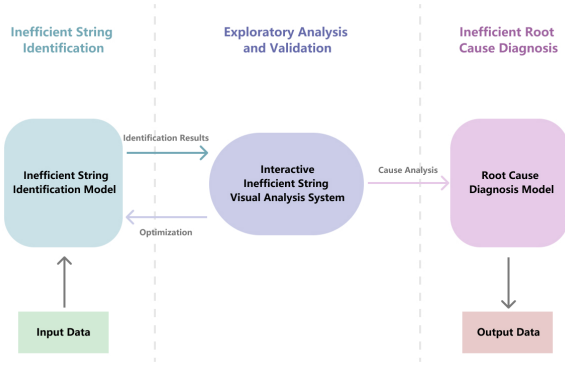 Inefficient String
Identification
Exploratory Analysis
and Validation
Inefficient Root
Cause Diagnosis
Identification Results
Inefficient String
Identification Model
Interactive
Inefficient String
Visual Analysis System
Cause Analysis
Root Cause
Diagnosis Model
Optimization
Input Data
Output Data